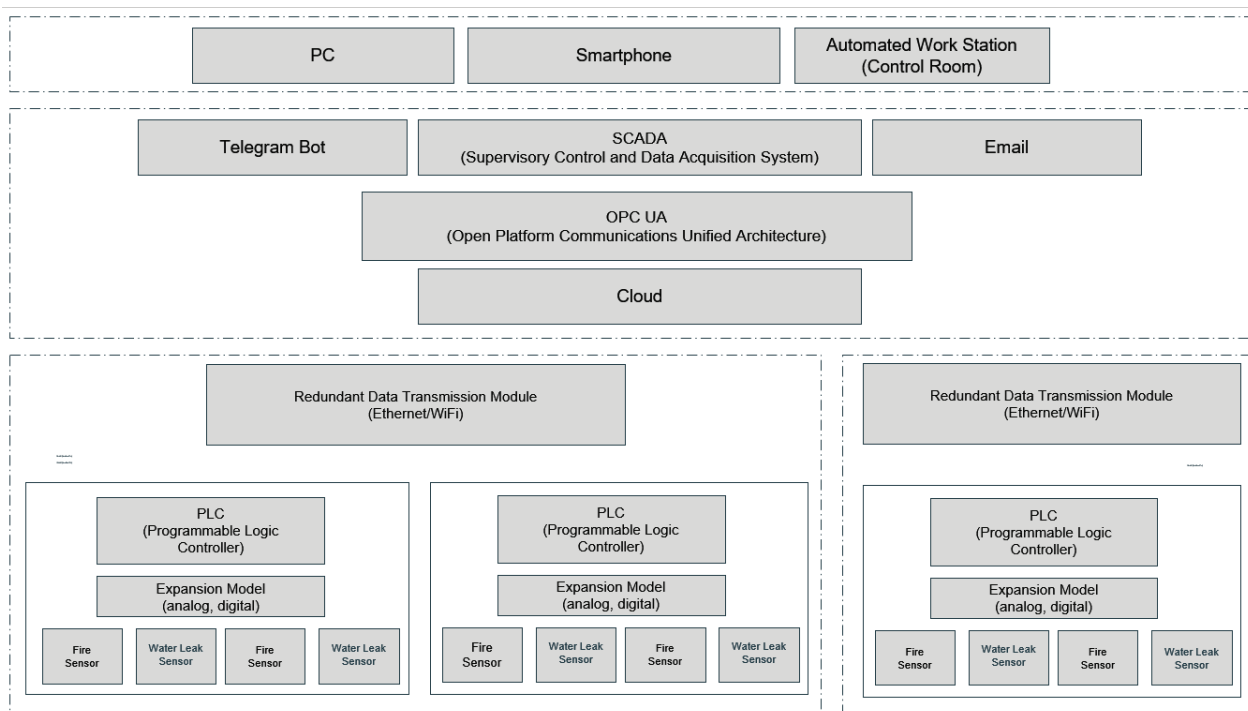 PC
Smartphone
Automated Work Station
(Control Room)
Telegram Bot
SCADA
(Supervisory Control and Data Acquisition System)
Email
OPC UA
(Open Platform Communications Unified Architecture)
Cloud
Redundant Data Transmission Module
(Ethernet/WiFi)
Redundant Data Transmission Module
(Ethernet/WiFi)
PLC
(Programmable Logic
Controller)
Expansion Model
(analog, digital)
Fire
Sensor
Water Leak
Sensor
Fire
Sensor
Water Leak
Sensor
PLC
(Programmable Logic
Controller)
Expansion Model
(analog, digital)
Fire
Sensor
Water Leak
Sensor
Fire
Sensor
Water Leak
Sensor
PLC
(Programmable Logic
Controller)
Expansion Model
(analog, digital)
Fire
Sensor
Water Leak
Sensor
Fire
Sensor
Water Leak
Sensor